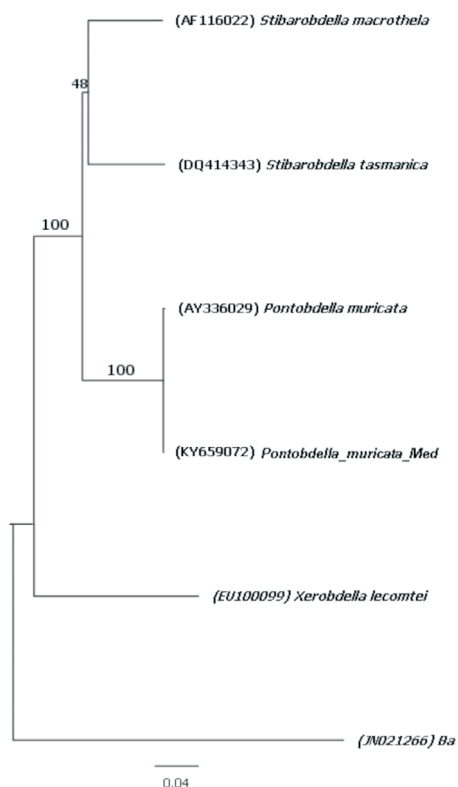 (AF116022) Stibarobdella macrothela
48
(DQ414343) Stibarobdella tasmanica
100
(AY336029) Pontobdella muricata
100
(KY659072) Pontobdella_muricata_Med
(EU100099) Xerobdella lecomtei
(JN021266) Ba
0.04